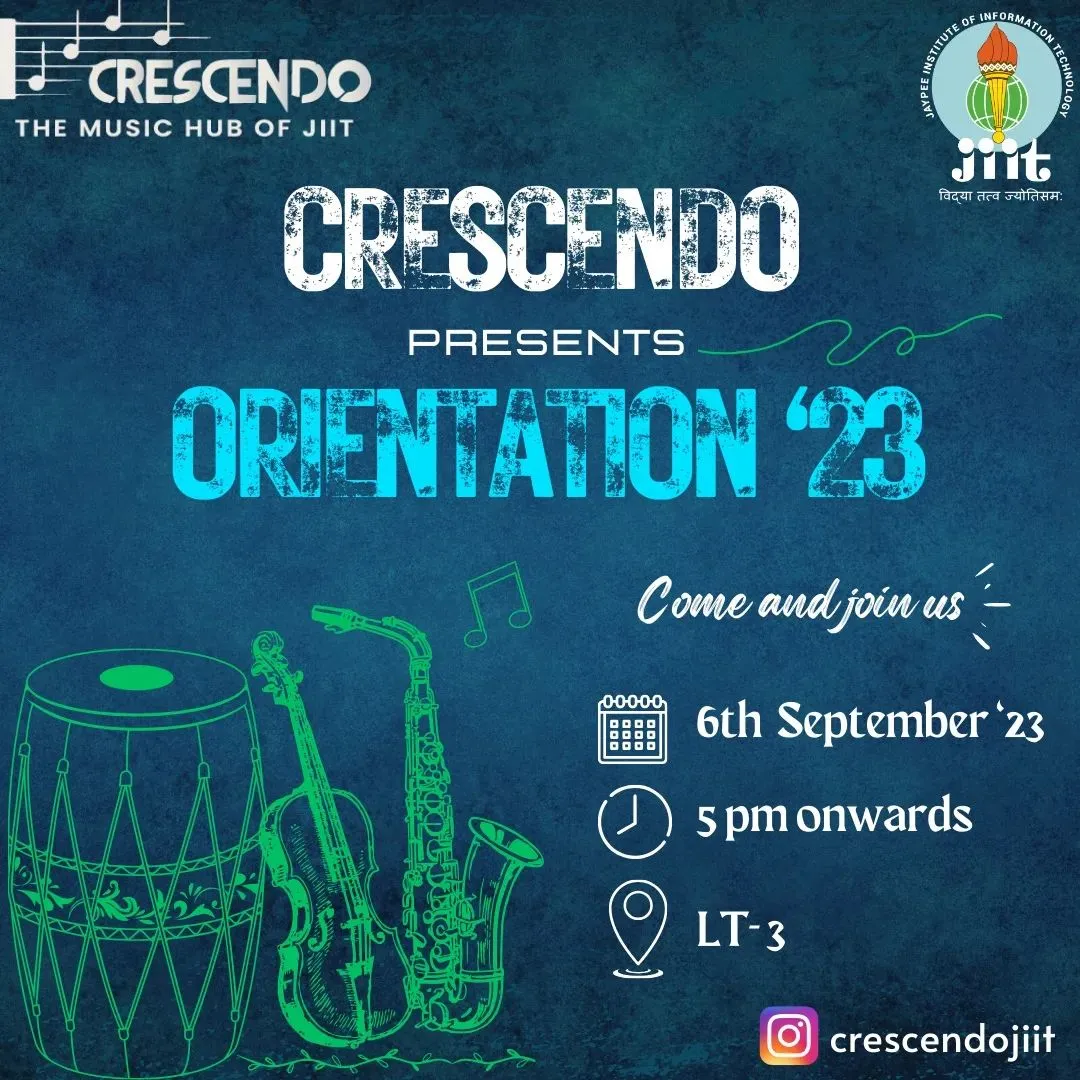 CRESCENDO
THE MUSIC HUB OF JIIT
JAYPEE INSTITUTE OF INFORMATION TECHNOLOGY
jiit
विद्या तत्व ज्योतिसम:
CRESCENDO
PRESENTS
ORIENTATION ‘23
Come and join us
6th September ‘23
5 pm onwards
LT- 3
crescendojiit